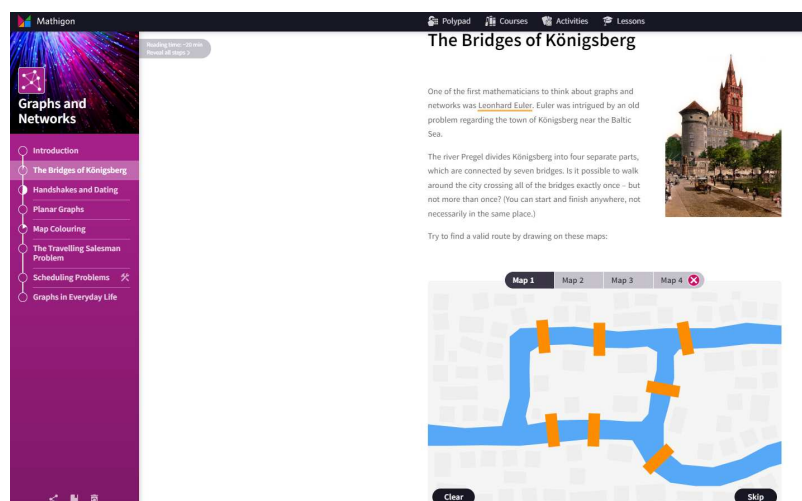 Mathigon
Polypad
Courses
Activities
Lessons
Reading time: ~20 min
Reveal all steps
Graphs and
Networks
Introduction
The Bridges of Königsberg
Handshakes and Dating
Planar Graphs
Map Colouring
The Travelling Salesman
Problem
Scheduling Problems
Graphs in Everyday Life
The Bridges of Königsberg
One of the first mathematicians to think about graphs and
networks was Leonhard Euler. Euler was intrigued by an old
problem regarding the town of Königsberg near the Baltic
Sea.
The river Pregel divides Königsberg into four separate parts,
which are connected by seven bridges. Is it possible to walk
around the city crossing all of the bridges exactly once – but
not more than once? (You can start and finish anywhere, not
necessarily in the same place.)
Try to find a valid route by drawing on these maps:
Map 1
Map 2
Map 3
Map 4
Clear
Skip